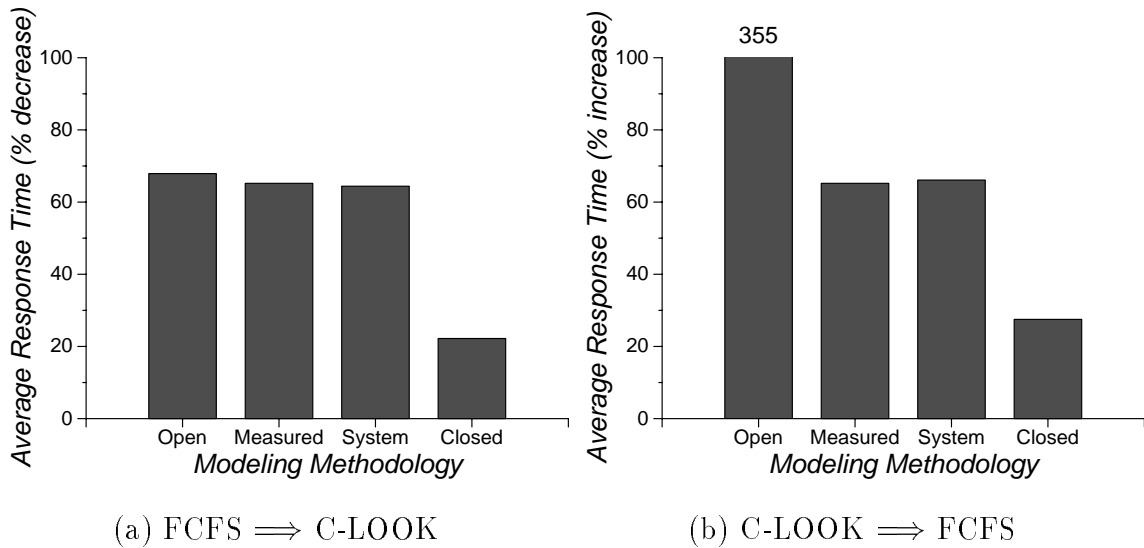 Average Response Time (% decrease)
100
80
60
40
20
0
Open Measured System Closed
Modeling Methodology
(a) FCFS ⟹ C-LOOK
Average Response Time (% increase)
355
100
80
60
40
20
0
Open Measured System Closed
Modeling Methodology
(b) C-LOOK ⟹ FCFS